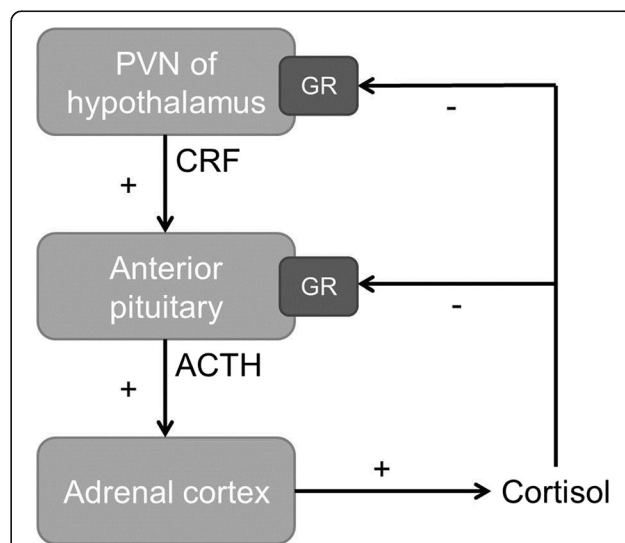 PVN of
hypothalamus
GR
-
CRF
+
Anterior
pituitary
GR
-
ACTH
+
Adrenal cortex
+
Cortisol